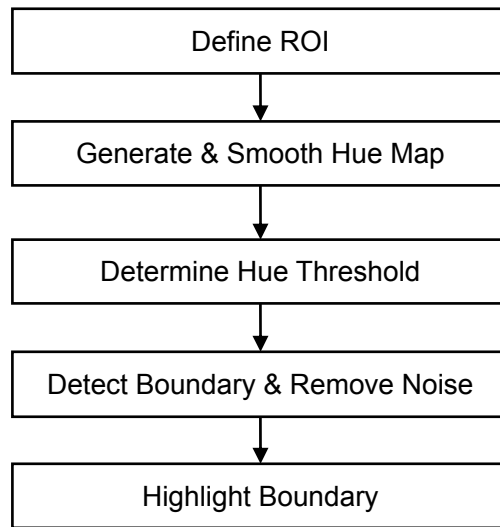 Define ROI
Generate & Smooth Hue Map
Determine Hue Threshold
Detect Boundary & Remove Noise
Highlight Boundary